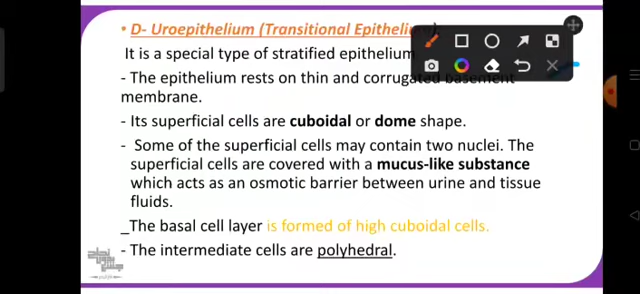 • D- Uroepithelium (Transitional Epithelium).
It is a special type of stratified epithelium
- The epithelium rests on thin and corrugated basement
membrane.
- Its superficial cells are cuboidal or dome shape.
- Some of the superficial cells may contain two nuclei. The
superficial cells are covered with a mucus-like substance
which acts as an osmotic barrier between urine and tissue
fluids.
_The basal cell layer is formed of high cuboidal cells.
- The intermediate cells are polyhedral.